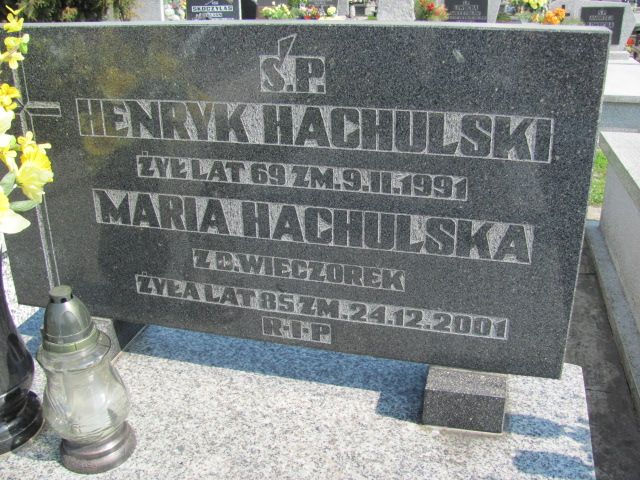 SKOCZYLAS
Ś.P.
HENRYK HACHULSKI
ŻYŁ LAT 69 ZM. 9.II.1991
MARIA HACHULSKA
Z D. WIECZOREK
ŻYŁA LAT 85 ZM. 24.12.2001
R·I·P